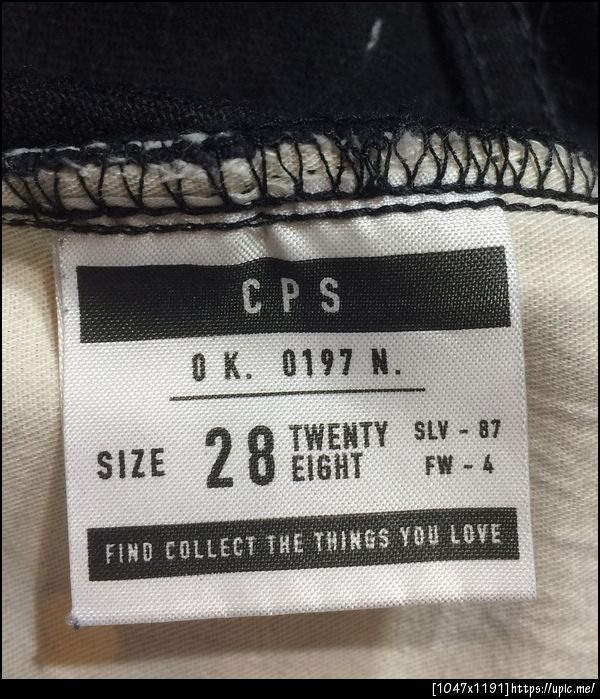 CPS
0 K. 0197 N.
SIZE 28 TWENTY EIGHT
SLV - 87
FW - 4
FIND COLLECT THE THINGS YOU LOVE
[1047x1191]https://upic.me/